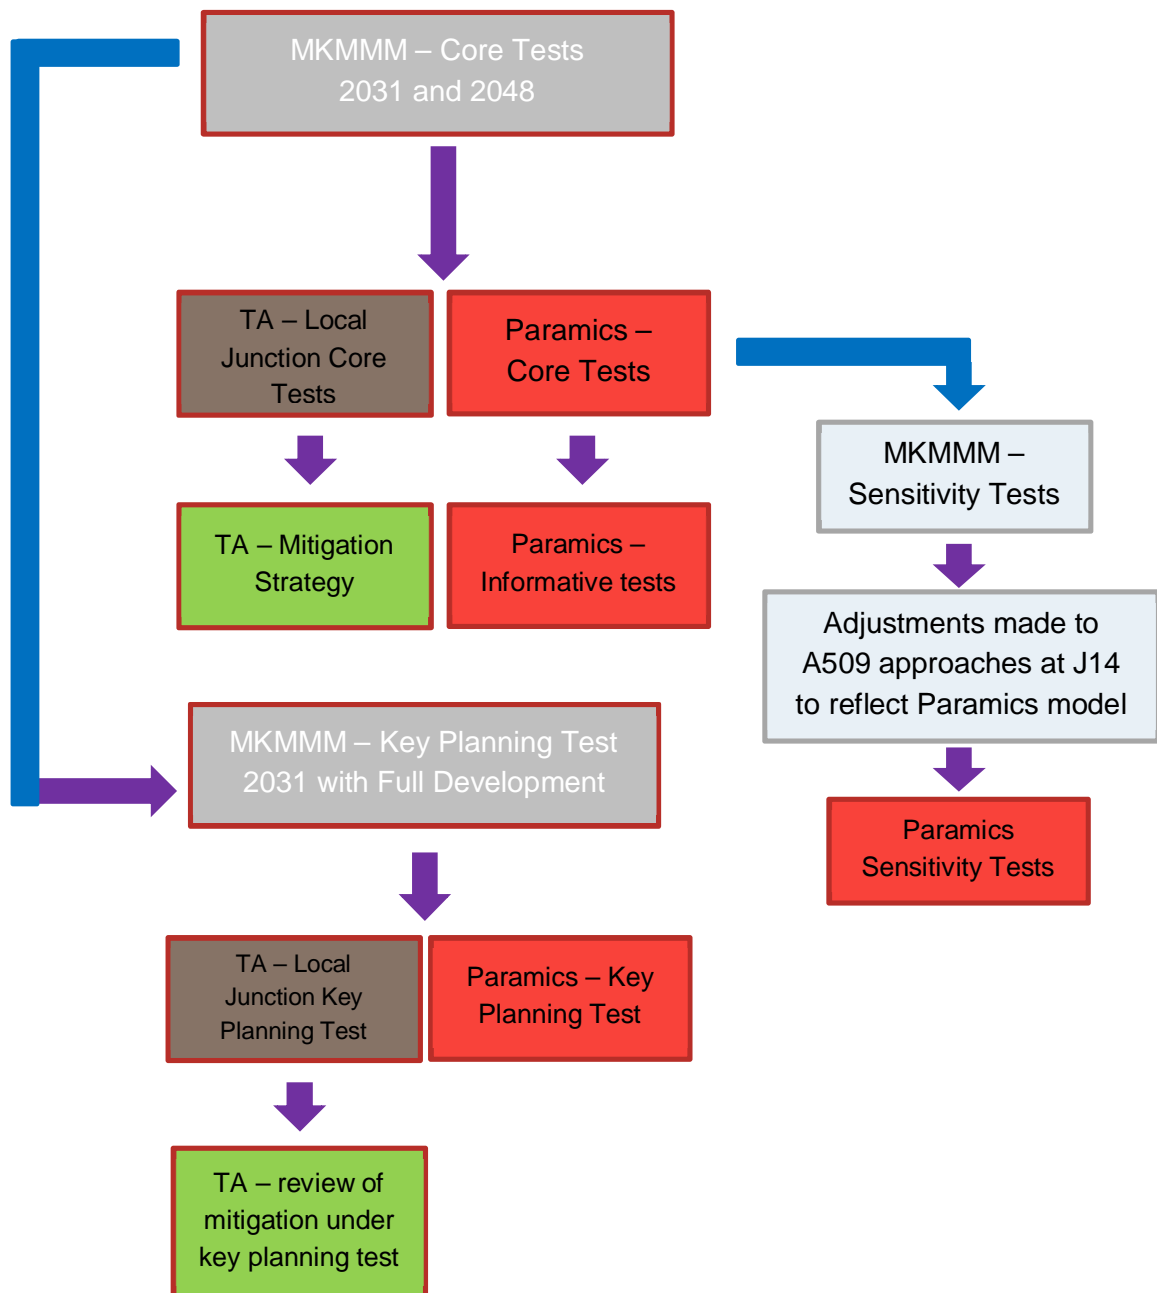 MKMMM – Core Tests
2031 and 2048
TA – Local
Junction Core
Tests
Paramics –
Core Tests
MKMMM –
Sensitivity Tests
TA – Mitigation
Strategy
Paramics –
Informative tests
Adjustments made to
A509 approaches at J14
to reflect Paramics model
MKMMM – Key Planning Test
2031 with Full Development
Paramics
Sensitivity Tests
TA – Local
Junction Key
Planning Test
Paramics – Key
Planning Test
TA – review of
mitigation under
key planning test